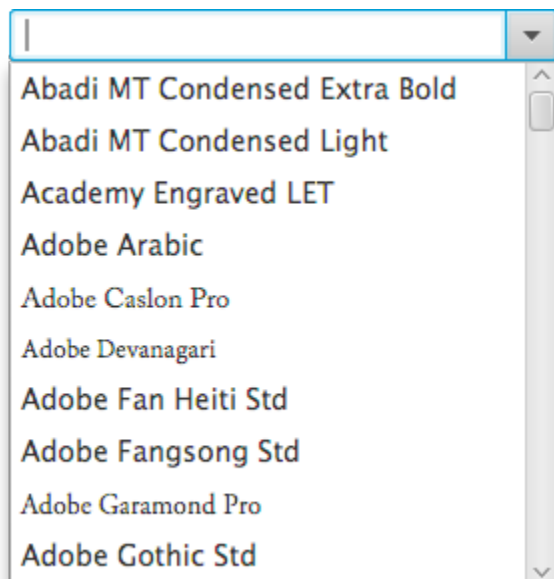 Abadi MT Condensed Extra Bold
Abadi MT Condensed Light
Academy Engraved LET
Adobe Arabic
Adobe Caslon Pro
Adobe Devanagari
Adobe Fan Heiti Std
Adobe Fangsong Std
Adobe Garamond Pro
Adobe Gothic Std